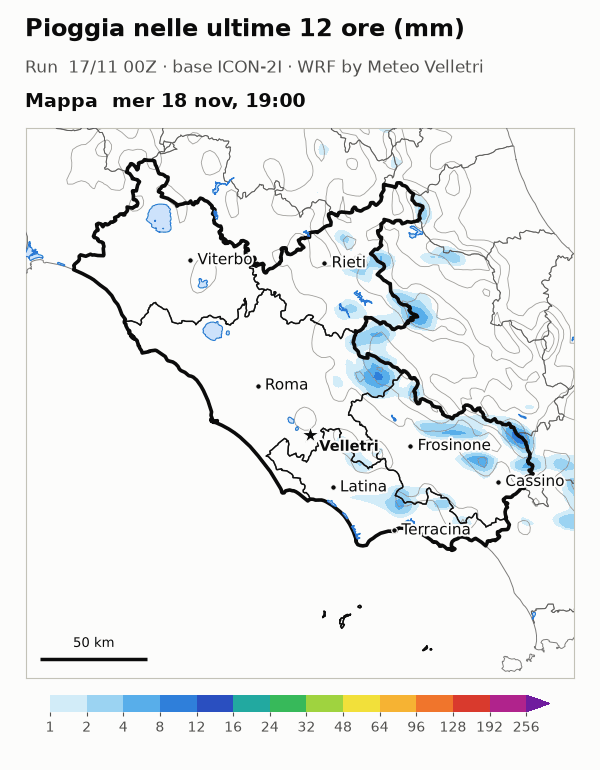 Pioggia nelle ultime 12 ore (mm)
Run  17/11 00Z · base ICON-2I · WRF by Meteo Velletri
Mappa  mer 18 nov, 19:00
Viterbo
Rieti
Roma
Velletri
Frosinone
Latina
Cassino
Terracina
50 km
1 2 4 8 12 16 24 32 48 64 96 128 192 256